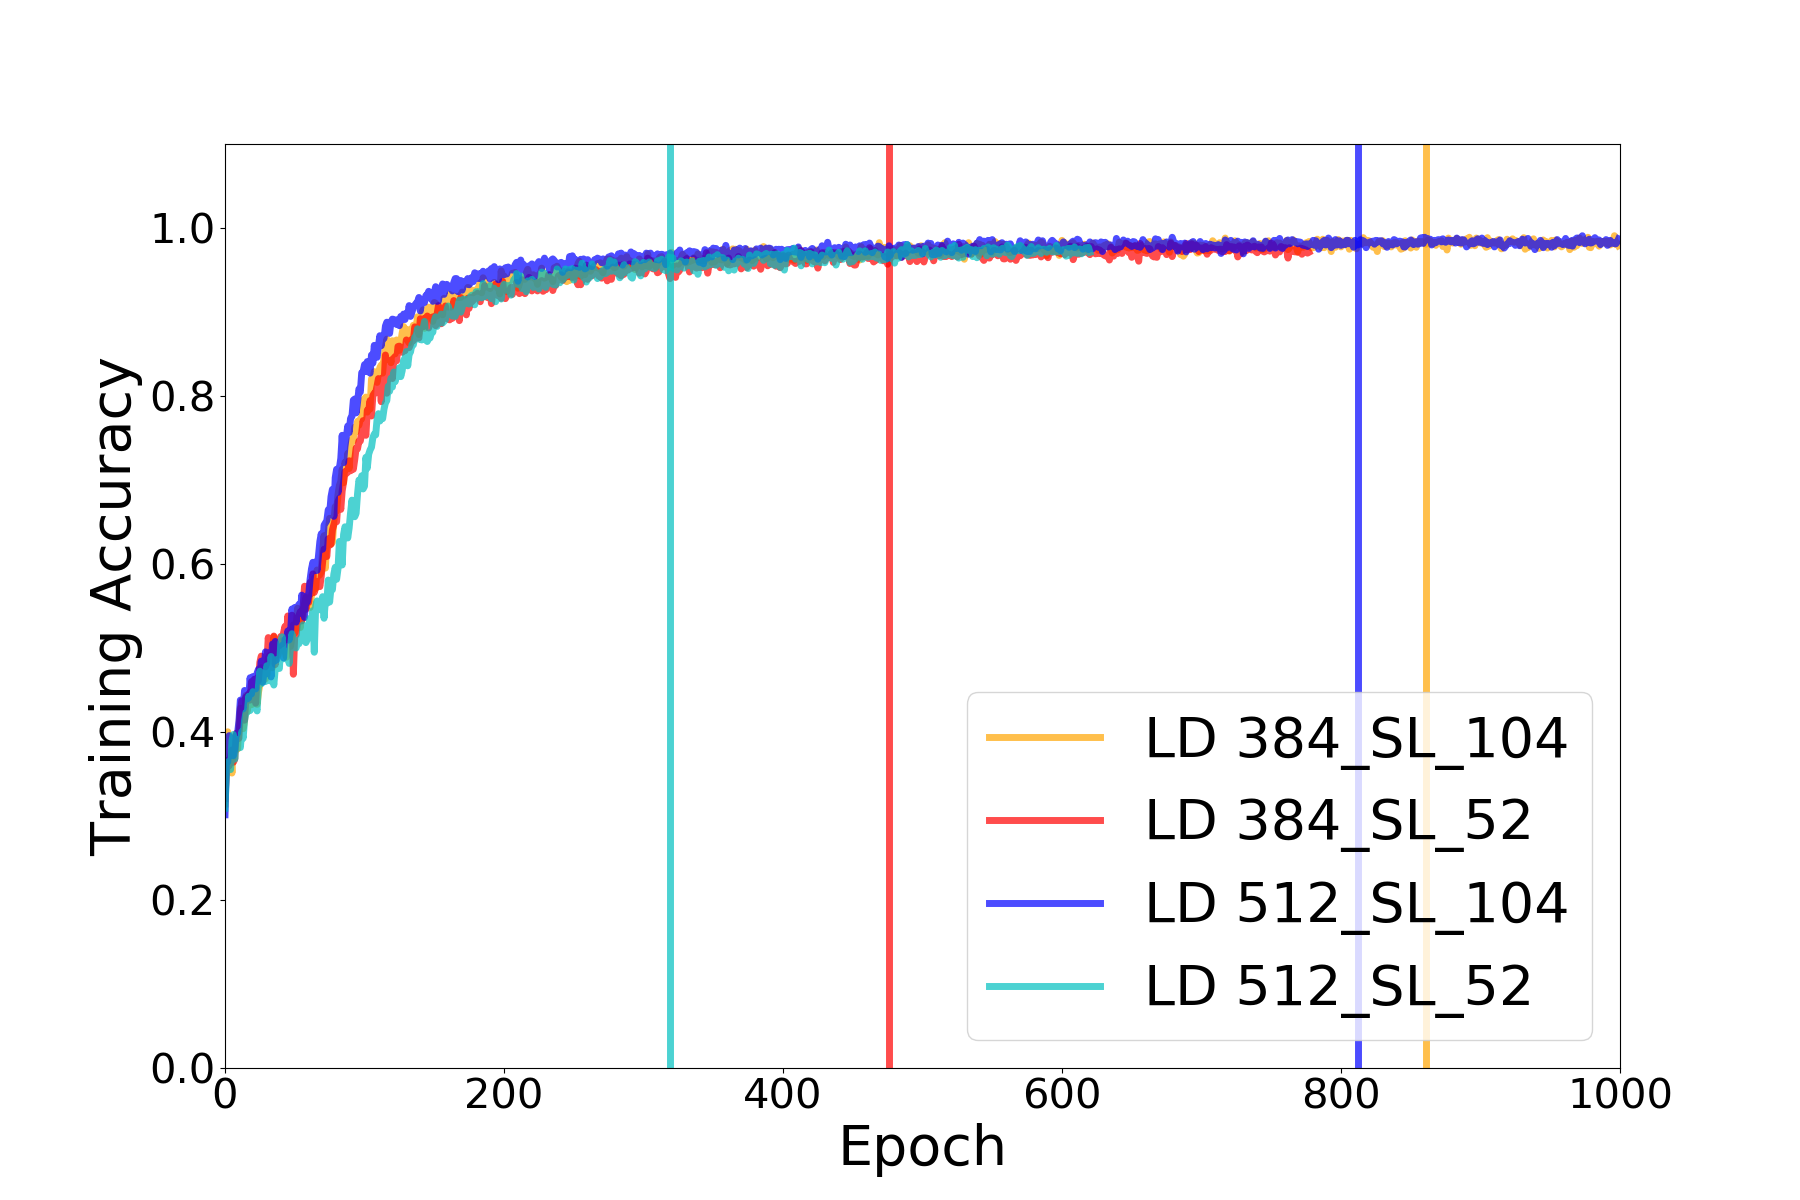 Training Accuracy
1.0
0.8
0.6
0.4
0.2
0.0
0 200 400 600 800 1000
Epoch
LD 384_SL_104
LD 384_SL_52
LD 512_SL_104
LD 512_SL_52